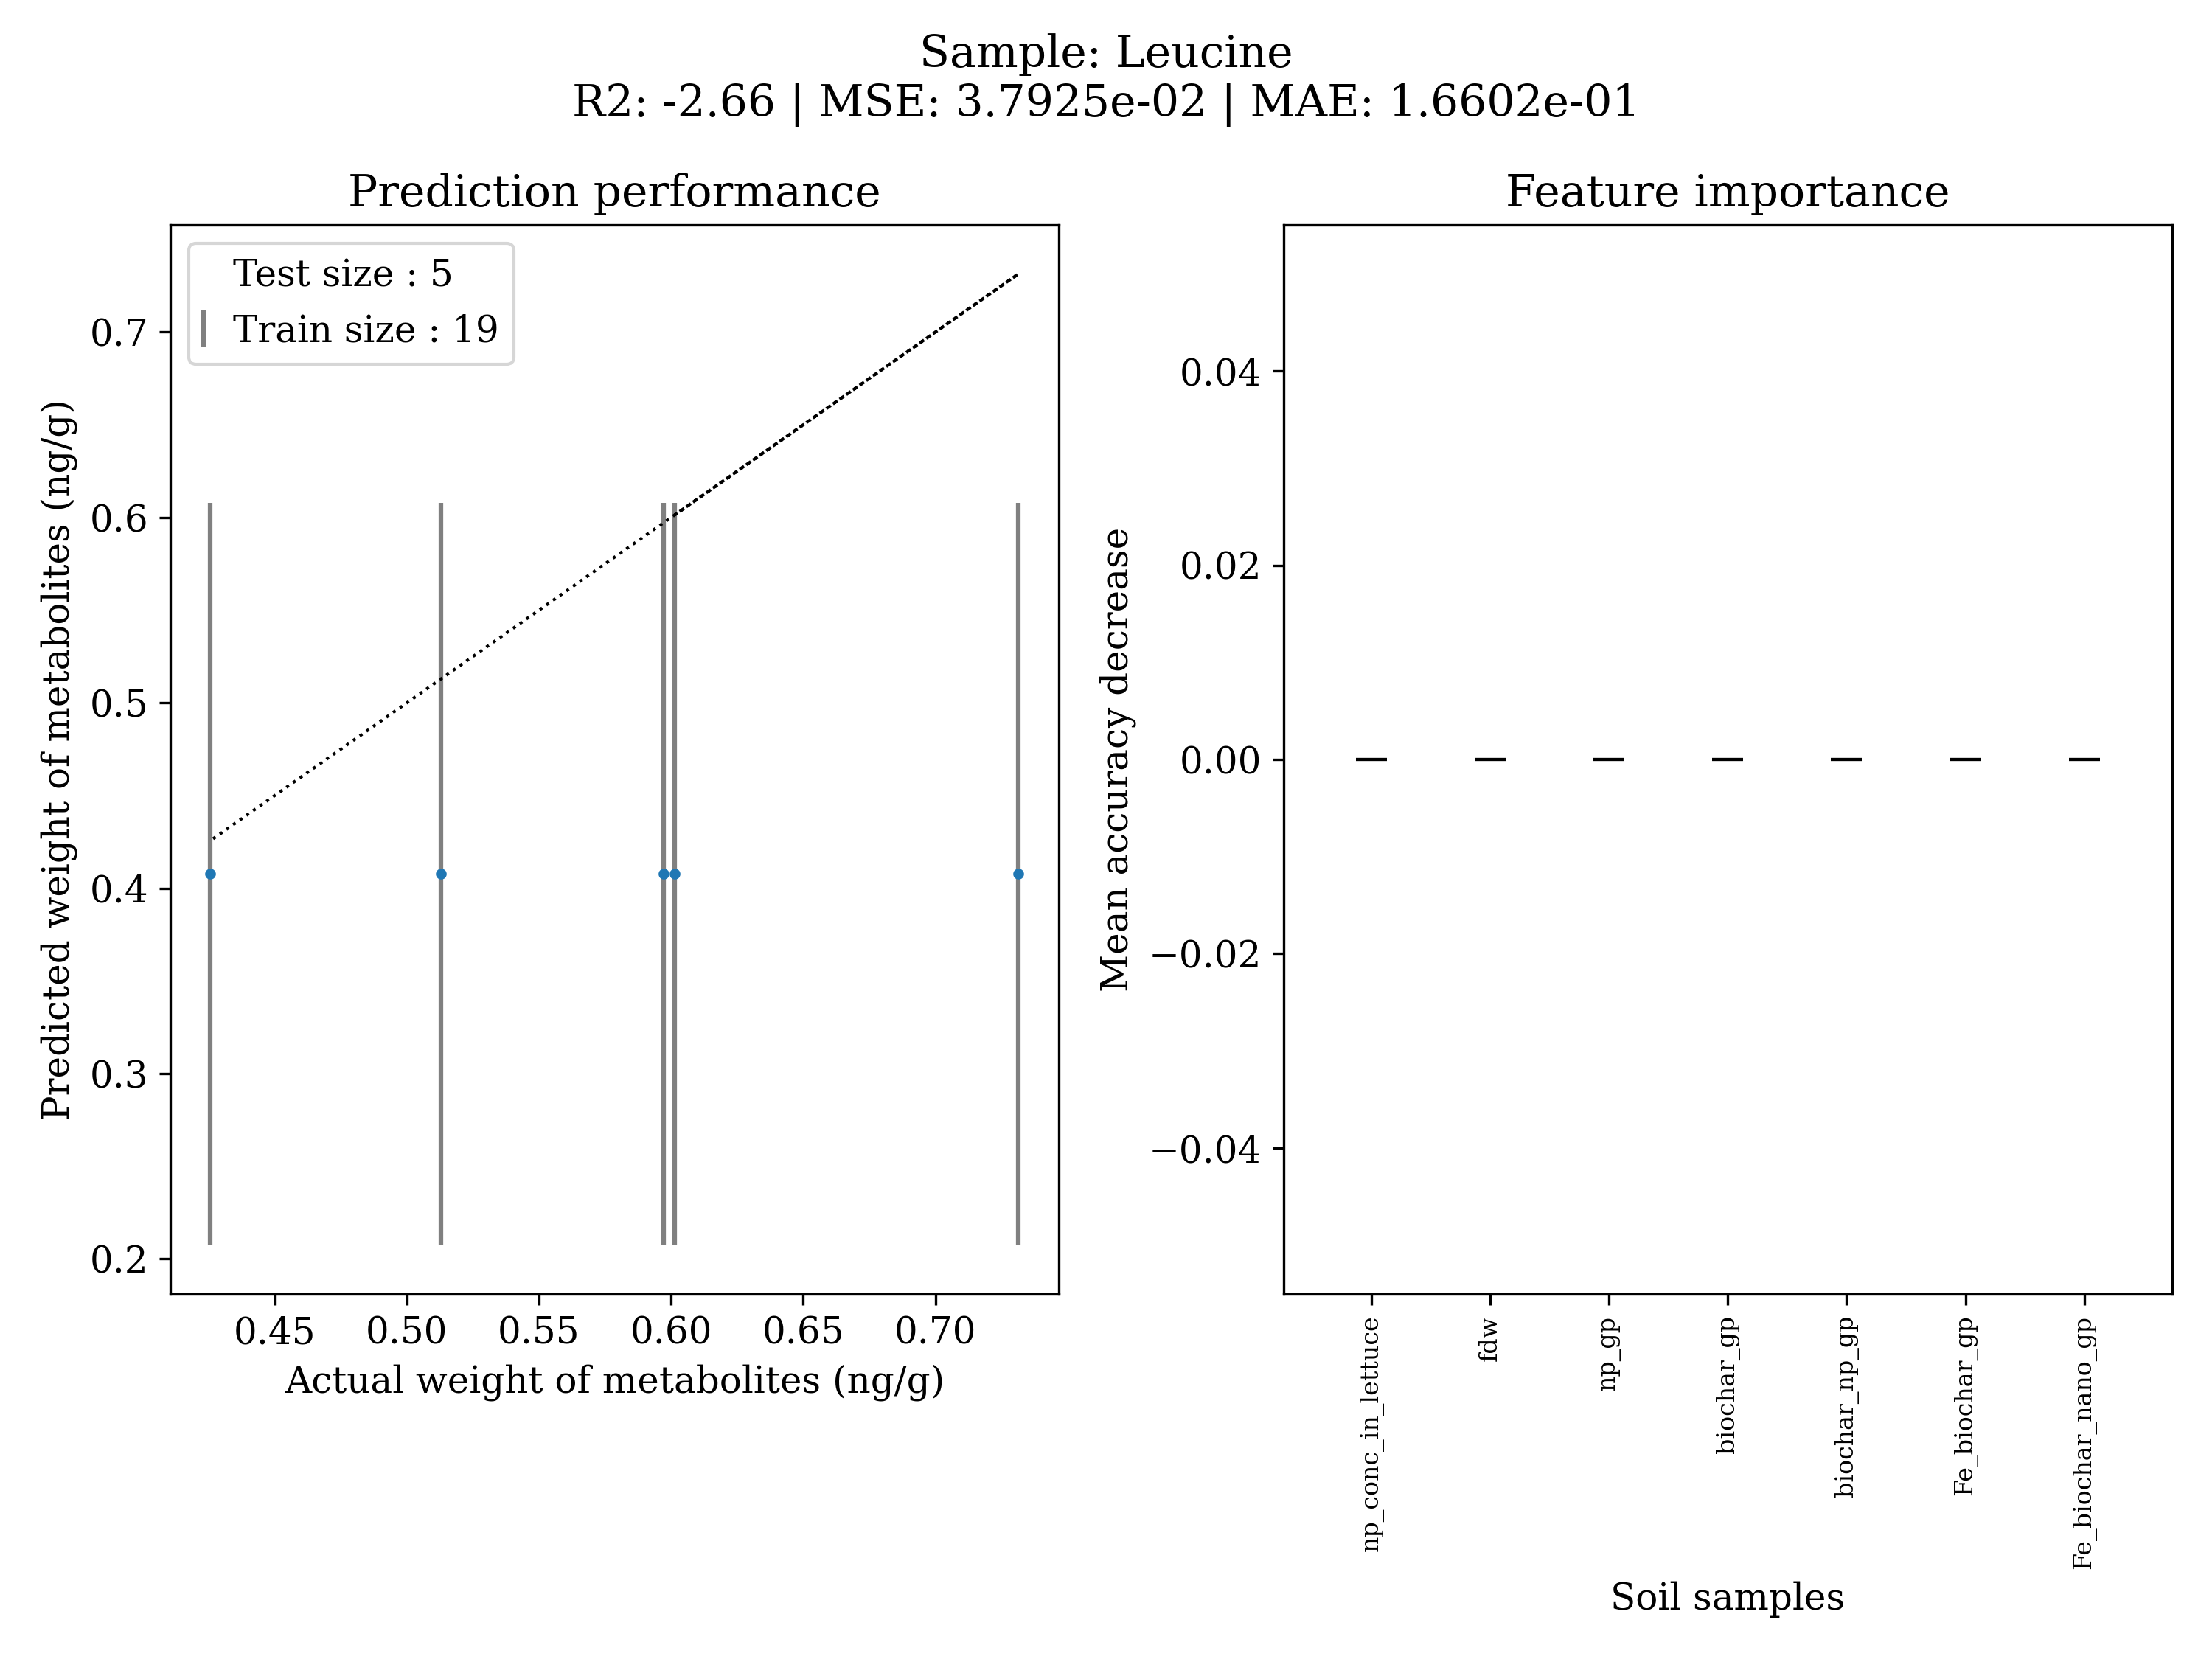 Sample: Leucine
R2: -2.66 | MSE: 3.7925e-02 | MAE: 1.6602e-01
Prediction performance
Test size : 5
Train size : 19
0.7
0.6
0.5
0.4
0.3
0.2
Predicted weight of metabolites (ng/g)
0.45 0.50 0.55 0.60 0.65 0.70
Actual weight of metabolites (ng/g)
Feature importance
0.04
0.02
0.00
−0.02
−0.04
Mean accuracy decrease
np_conc_in_lettuce
fdw
np_gp
biochar_gp
biochar_np_gp
Fe_biochar_gp
Fe_biochar_nano_gp
Soil samples